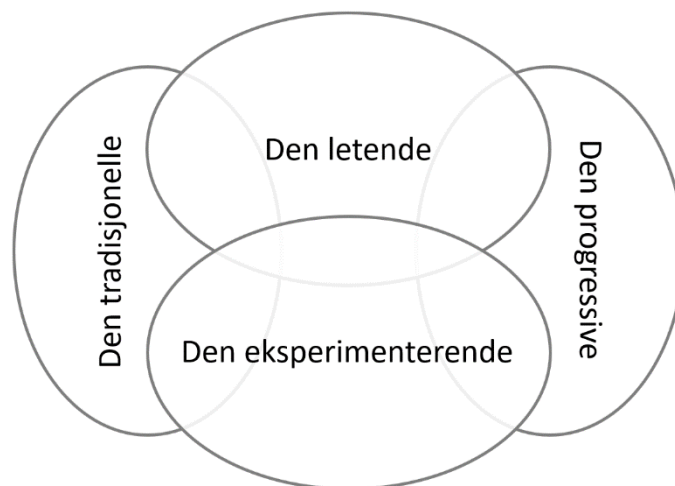 Den letende
Den tradisjonelle
Den progressive
Den eksperimenterende